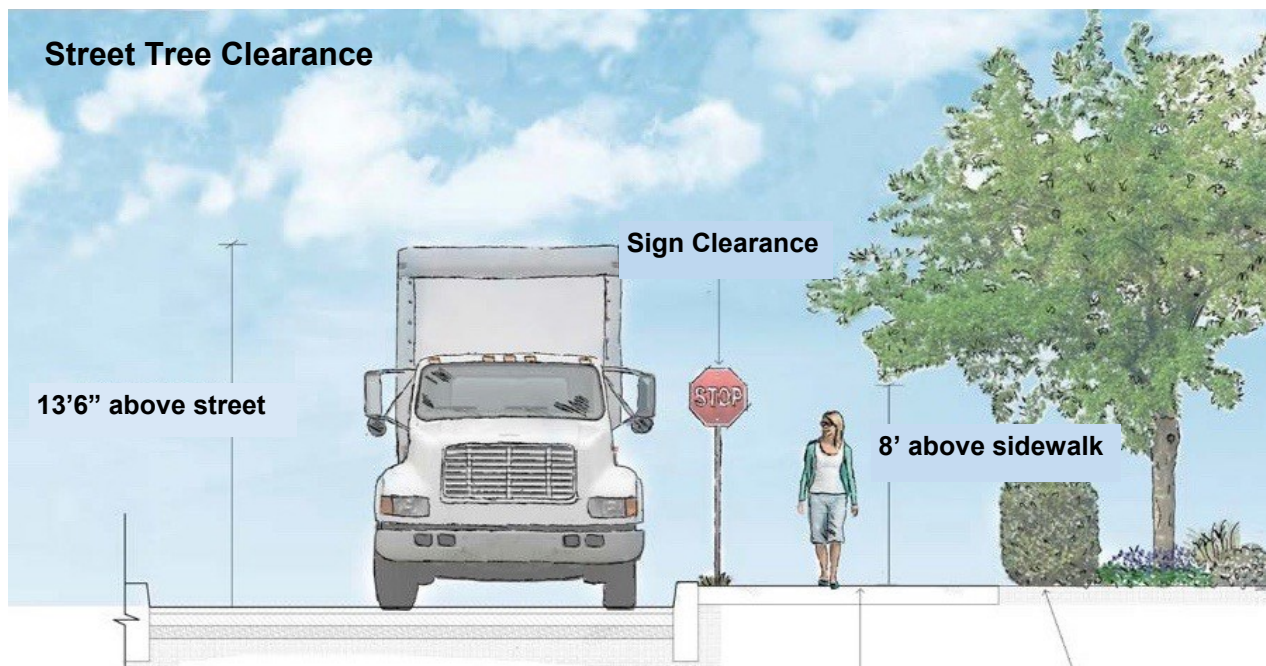 Street Tree Clearance
Sign Clearance
13’6” above street
STOP
8’ above sidewalk